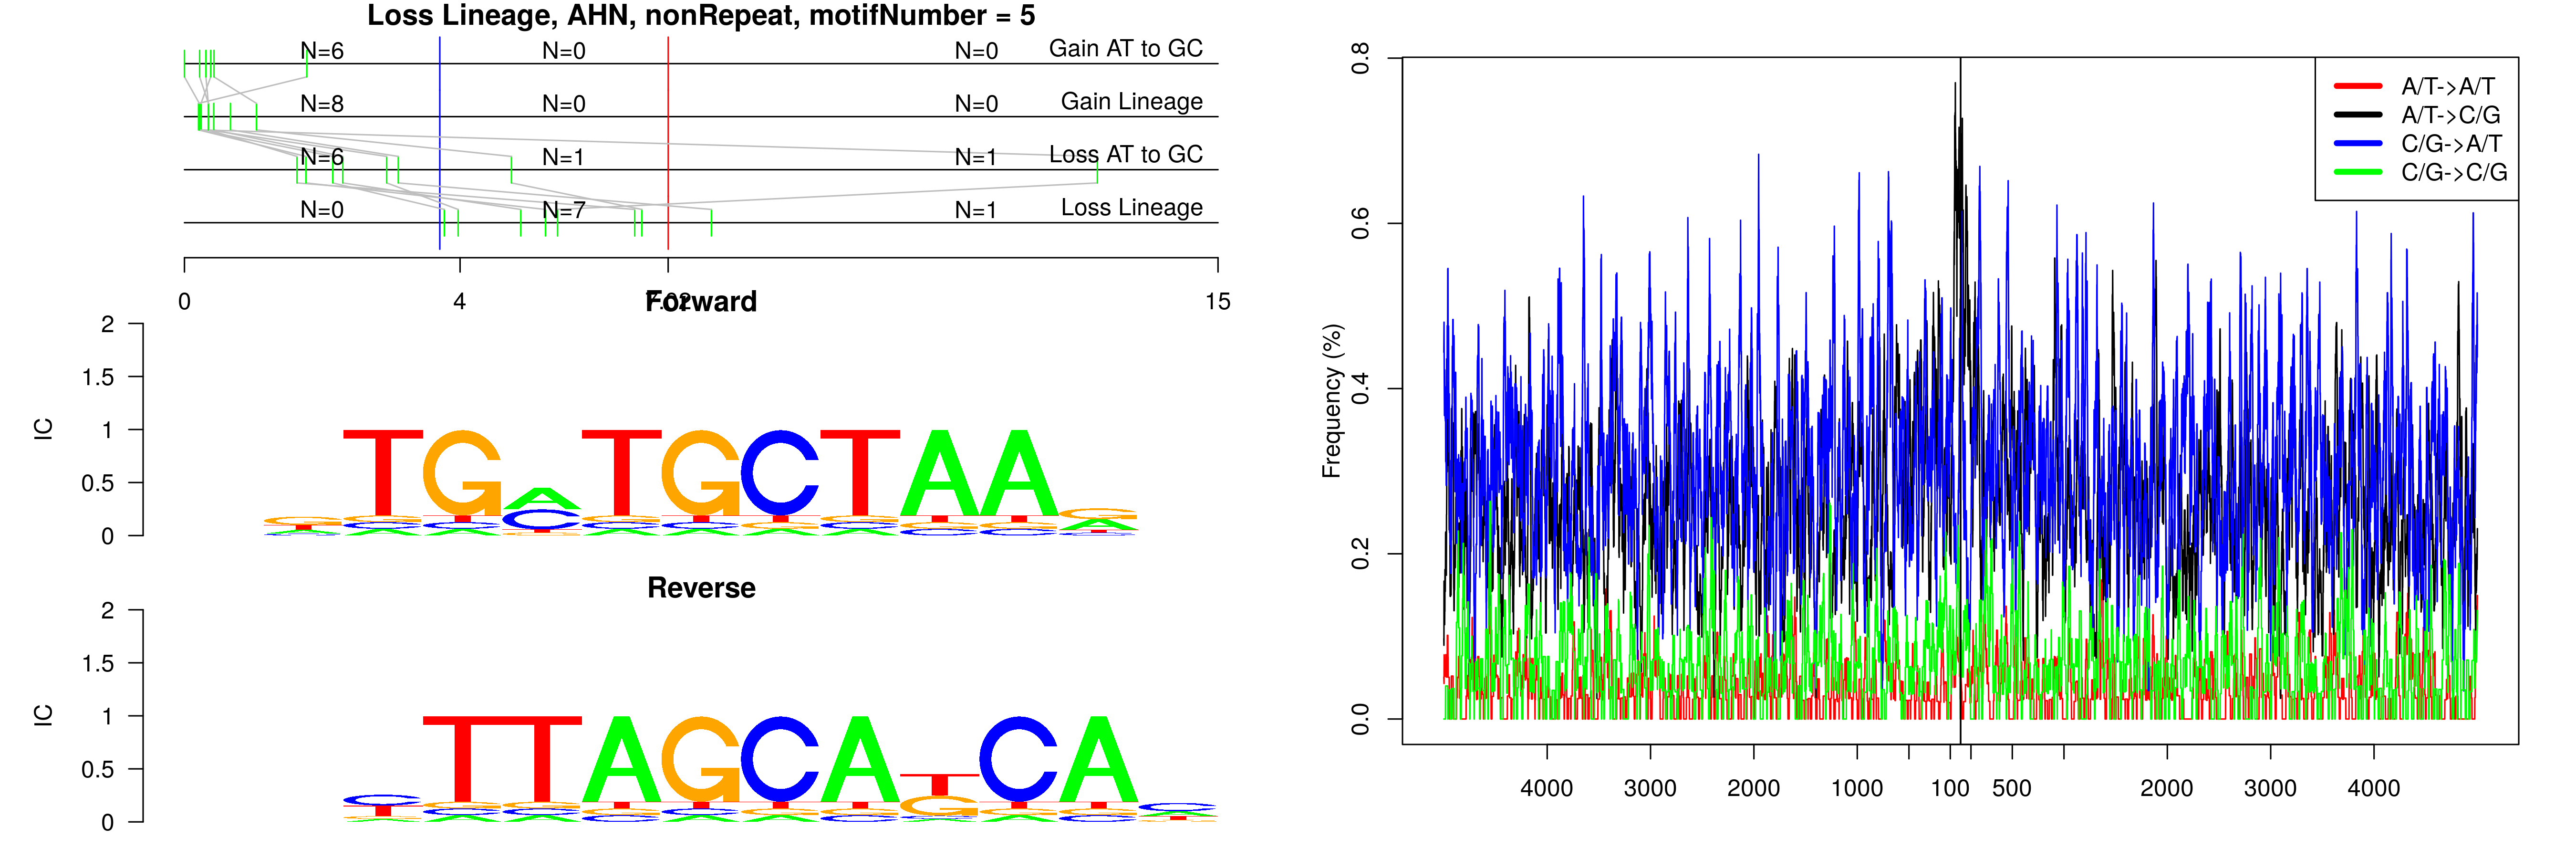 Loss Lineage, AHN, nonRepeat, motifNumber = 5
N=6 N=0 N=0 Gain AT to GC
N=8 N=0 N=0 Gain Lineage
N=6 N=1 N=1 Loss AT to GC
N=0 N=7 N=1 Loss Lineage
0 4 7.02 15
Forward
2
1.5
1
0.5
0
IC
TGATGCTAA
Reverse
2
1.5
1
0.5
0
IC
TTAGCATCA
0.8
0.6
0.4
0.2
0.0
Frequency (%)
A/T->A/T
A/T->C/G
C/G->A/T
C/G->C/G
4000 3000 2000 1000 100 500 2000 3000 4000